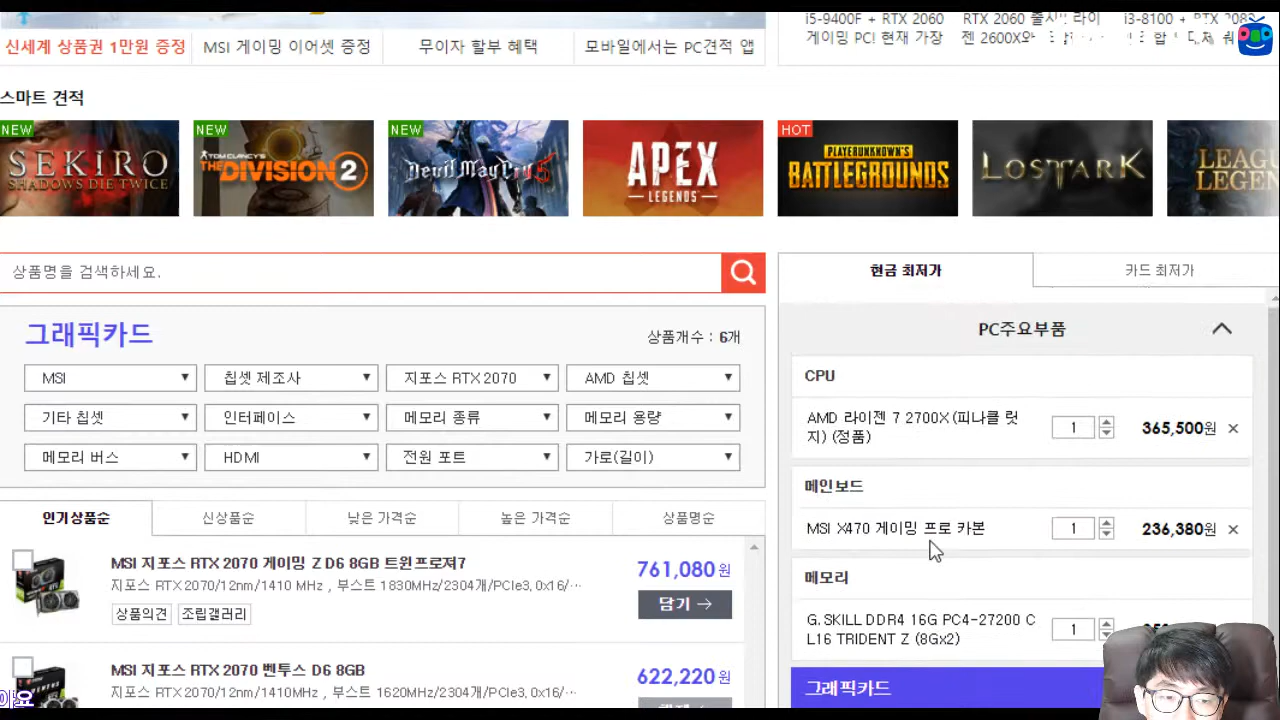 i5-9400F + RTX 2060
게이밍 PC! 현재 가장
RTX 2060 출시! 라이
젠 2600X와
i3-8100 +
신세계 상품권 1만원 증정
MSI 게이밍 이어셋 증정
무이자 할부 혜택
모바일에서는 PC견적 앱
스마트 견적
NEW
SEKIRO
SHADOWS DIE TWICE
NEW
TOM CLANCY'S
THE DIVISION 2
NEW
Devil May Cry 5
APEX
LEGENDS
HOT
PLAYERUNKNOWN'S
BATTLEGROUNDS
LOST ARK
LEAGU
LEGEN
상품명을 검색하세요.
현금 최저가
카드 최저가
그래픽카드
상품개수 : 6개
MSI
칩셋 제조사
지포스 RTX 2070
AMD 칩셋
기타 칩셋
인터페이스
메모리 종류
메모리 용량
메모리 버스
HDMI
전원 포트
가로(길이)
인기상품순
신상품순
낮은 가격순
높은 가격순
상품명순
MSI 지포스 RTX 2070 게이밍 Z D6 8GB 트윈프로져7
지포스 RTX 2070/12nm/1410 MHz , 부스트 1830MHz/2304개/PCIe3.0x16/···
상품의견
조립갤러리
761,080원
담기
MSI 지포스 RTX 2070 벤투스 D6 8GB
지포스 RTX 2070/12nm/1410MHz , 부스트 1620MHz/2304개/PCIe3.0x16/···
622,220원
PC주요부품
CPU
AMD 라이젠 7 2700X (피나클 릿
지) (정품)
1
365,500원
메인보드
MSI X470 게이밍 프로 카본
1
236,380원
메모리
G.SKILL DDR4 16G PC4-27200 C
L16 TRIDENT Z (8Gx2)
1
그래픽카드